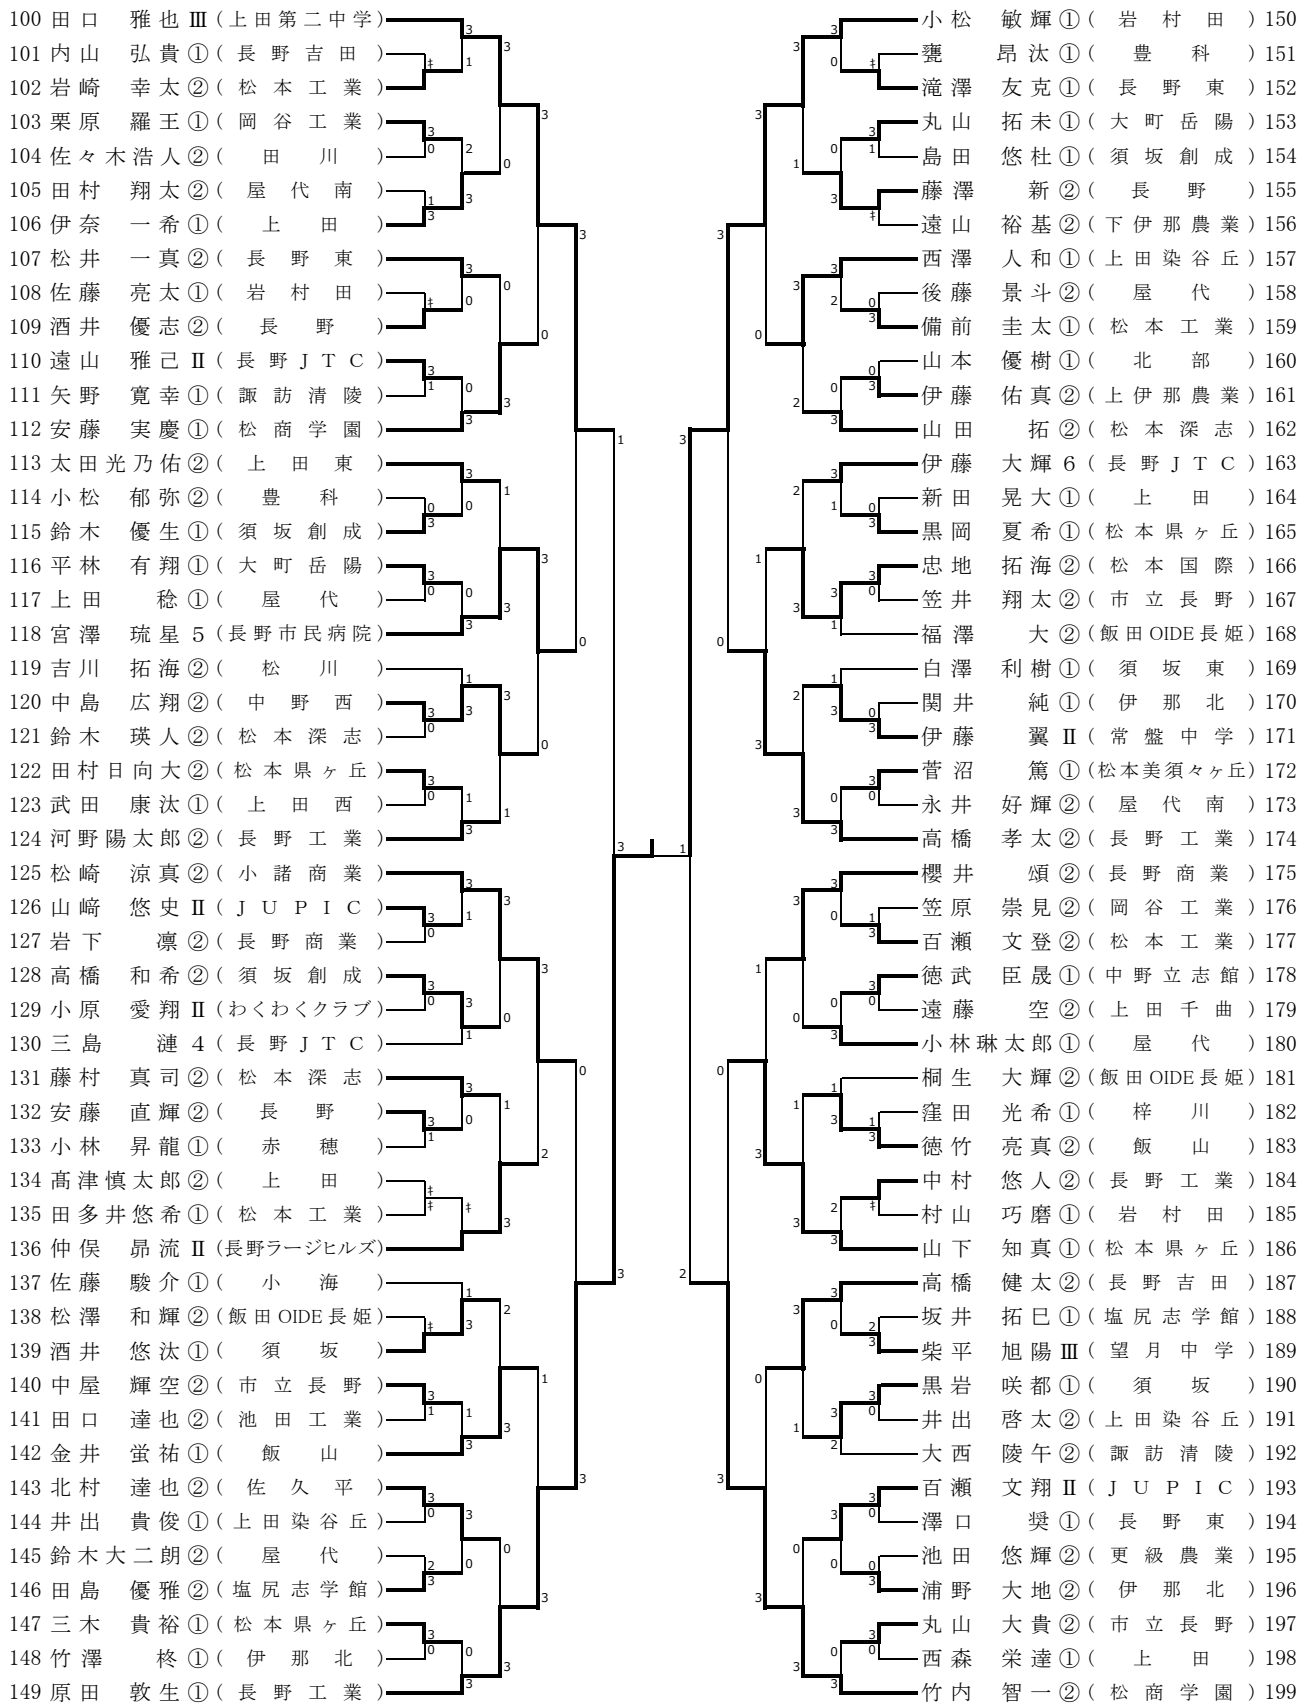 100 田口 雅也 Ⅲ (上田第二中学)
101 内山 弘貴 ① (長野吉田)
102 岩崎 幸太 ② (松本工業)
103 栗原 羅王 ① (岡谷工業)
104 佐々木浩人 ② (田川)
105 田村 翔太 ② (屋代南)
106 伊奈 一希 ① (上田)
107 松井 一真 ② (長野東)
108 佐藤 亮太 ① (岩村田)
109 酒井 優志 ② (長野)
110 遠山 雅己 Ⅱ (長野JTC)
111 矢野 寛幸 ① (諏訪清陵)
112 安藤 実慶 ① (松商学園)
113 太田光乃佑 ② (上田東)
114 小松 郁弥 ② (豊科)
115 鈴木 優生 ① (須坂創成)
116 平林 有翔 ① (大町岳陽)
117 上田 稔 ① (屋代)
118 宮澤 琉星 5 (長野市民病院)
119 吉川 拓海 ② (松川)
120 中島 広翔 ② (中野西)
121 鈴木 瑛人 ② (松本深志)
122 田村日向大 ② (松本県ヶ丘)
123 武田 康汰 ① (上田西)
124 河野陽太郎 ② (長野工業)
125 松崎 涼真 ② (小諸商業)
126 山﨑 悠史 Ⅱ (JUPIC)
127 岩下 凛 ② (長野商業)
128 高橋 和希 ② (須坂創成)
129 小原 愛翔 Ⅱ (わくわくクラブ)
130 三島 漣 4 (長野JTC)
131 藤村 真司 ② (松本深志)
132 安藤 直輝 ② (長野)
133 小林 昇龍 ① (赤穂)
134 髙津慎太郎 ② (上田)
135 田多井悠希 ① (松本工業)
136 仲俣 昴流 Ⅱ (長野ラージヒルズ)
137 佐藤 駿介 ① (小海)
138 松澤 和輝 ② (飯田OIDE長姫)
139 酒井 悠汰 ① (須坂)
140 中屋 輝空 ② (市立長野)
141 田口 達也 ② (池田工業)
142 金井 蛍祐 ① (飯山)
143 北村 達也 ② (佐久平)
144 井出 貴俊 ① (上田染谷丘)
145 鈴木大二朗 ② (屋代)
146 田島 優雅 ② (塩尻志学館)
147 三木 貴裕 ① (松本県ヶ丘)
148 竹澤 柊 ① (伊那北)
149 原田 敦生 ① (長野工業)
小松 敏輝 ① (岩村田) 150
甕 昂汰 ① (豊科) 151
滝澤 友克 ① (長野東) 152
丸山 拓未 ① (大町岳陽) 153
島田 悠杜 ① (須坂創成) 154
藤澤 新 ② (長野) 155
遠山 裕基 ② (下伊那農業) 156
西澤 人和 ① (上田染谷丘) 157
後藤 景斗 ② (屋代) 158
備前 圭太 ① (松本工業) 159
山本 優樹 ① (北部) 160
伊藤 佑真 ② (上伊那農業) 161
山田 拓 ② (松本深志) 162
伊藤 大輝 6 (長野JTC) 163
新田 晃大 ① (上田) 164
黒岡 夏希 ① (松本県ヶ丘) 165
忠地 拓海 ② (松本国際) 166
笠井 翔太 ② (市立長野) 167
福澤 大 ② (飯田OIDE長姫) 168
白澤 利樹 ① (須坂東) 169
関井 純 ① (伊那北) 170
伊藤 翼 Ⅱ (常盤中学) 171
菅沼 篤 ① (松本美須々ヶ丘) 172
永井 好輝 ② (屋代南) 173
高橋 孝太 ② (長野工業) 174
櫻井 頌 ② (長野商業) 175
笠原 崇見 ② (岡谷工業) 176
百瀬 文登 ② (松本工業) 177
徳武 臣晟 ① (中野立志館) 178
遠藤 空 ② (上田千曲) 179
小林琳太郎 ① (屋代) 180
桐生 大輝 ② (飯田OIDE長姫) 181
窪田 光希 ① (梓川) 182
徳竹 亮真 ② (飯山) 183
中村 悠人 ② (長野工業) 184
村山 巧磨 ① (岩村田) 185
山下 知真 ① (松本県ヶ丘) 186
高橋 健太 ② (長野吉田) 187
坂井 拓巳 ① (塩尻志学館) 188
柴平 旭陽 Ⅲ (望月中学) 189
黒岩 咲都 ① (須坂) 190
井出 啓太 ② (上田染谷丘) 191
大西 陵午 ② (諏訪清陵) 192
百瀬 文翔 Ⅱ (JUPIC) 193
澤口 奨 ① (長野東) 194
池田 悠輝 ② (更級農業) 195
浦野 大地 ② (伊那北) 196
丸山 大貴 ② (市立長野) 197
西森 栄達 ① (上田) 198
竹内 智一 ② (松商学園) 199